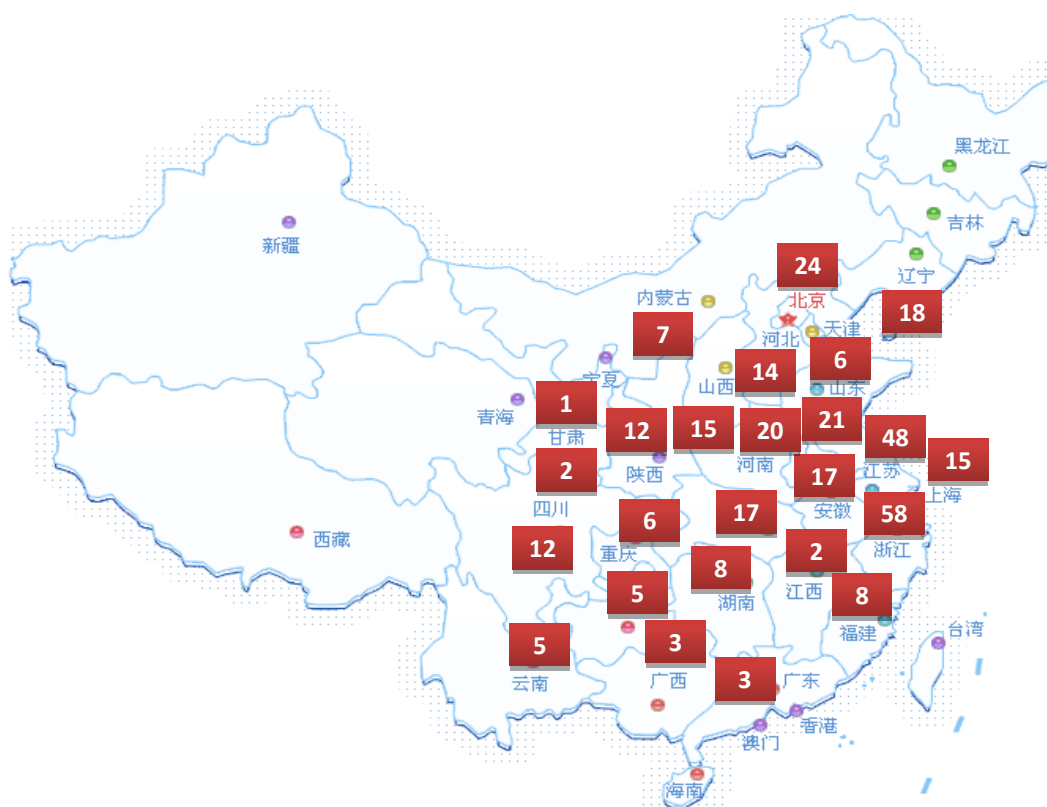 黑龙江
吉林
新疆
24
辽宁
内蒙古
北京
18
天津
7
河北
6
宁夏
14
山西
山东
青海
1
21
甘肃
12
15
20
48
河南
15
2
陕西
17
江苏
上海
四川
安徽
6
17
58
西藏
12
重庆
2
浙江
8
江西
5
湖南
8
福建
台湾
5
3
云南
广西
3
广东
香港
澳门
海南